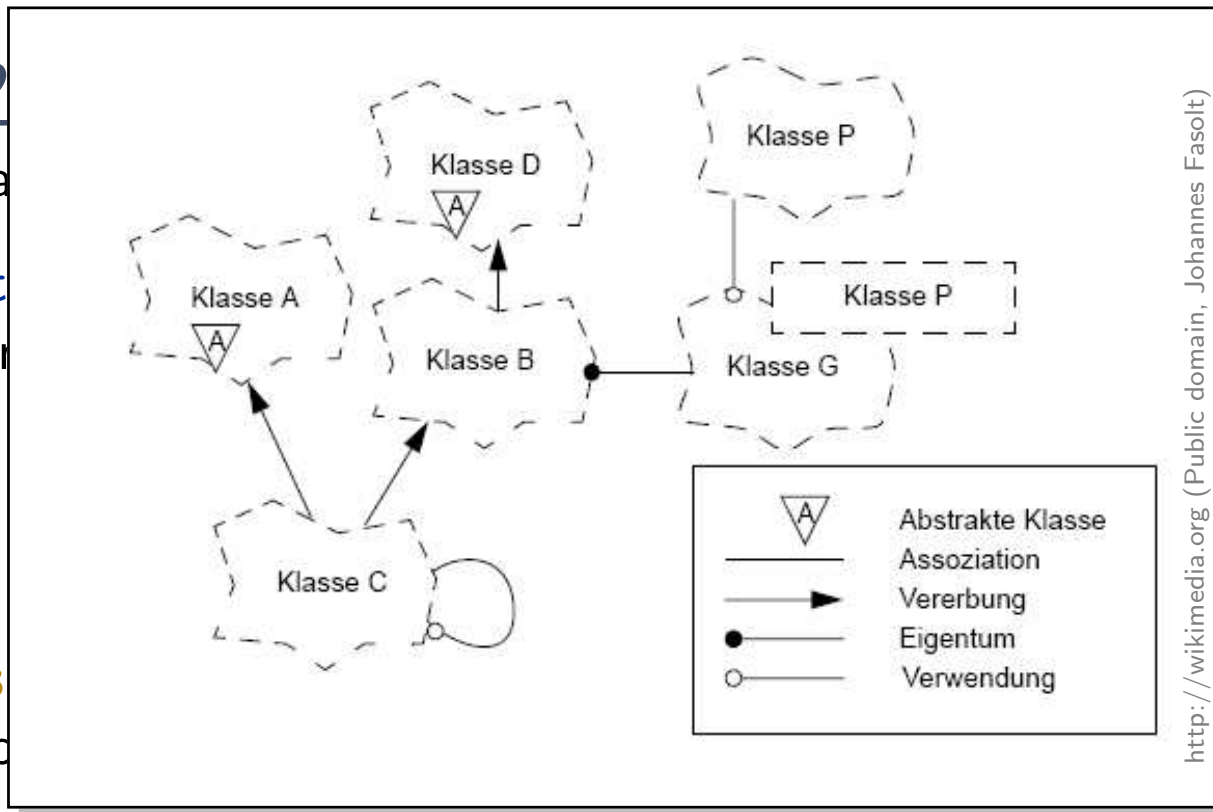 Klasse P
Klasse D
A
Klasse A
A
Klasse P
Klasse B
Klasse G
Klasse C
A
Abstrakte Klasse
Assoziation
Vererbung
Eigentum
Verwendung
http://wikimedia.org (Public domain, Johannes Fasolt)